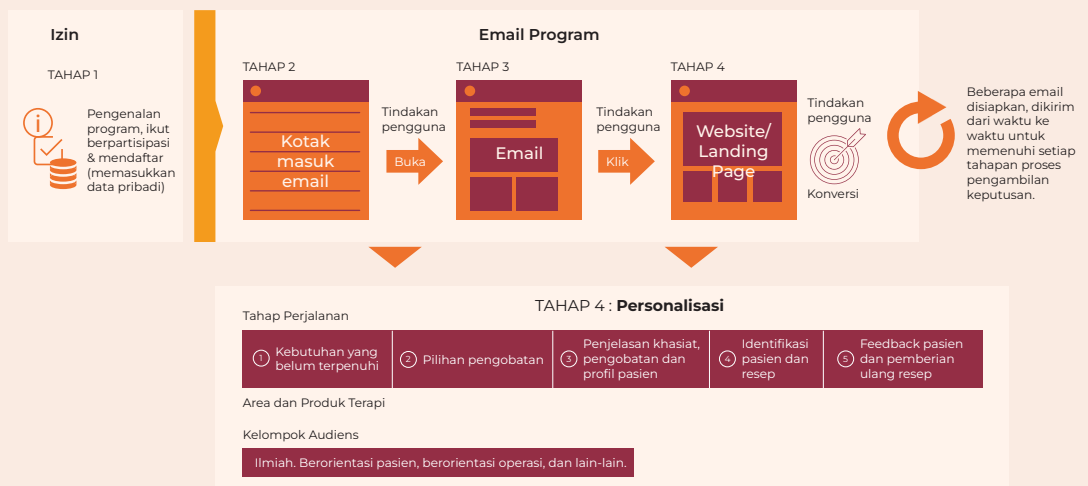 Izin
TAHAP 1
Pengenalan
program, ikut
berpartisipasi
& mendaftar
(memasukkan
data pribadi)
Email Program
TAHAP 2
Kotak
masuk
email
Tindakan
pengguna
Buka
TAHAP 3
Email
Tindakan
pengguna
Klik
TAHAP 4
Website/
Landing
Page
Tindakan
pengguna
Konversi
Beberapa email
disiapkan, dikirim
dari waktu ke
waktu untuk
memenuhi setiap
tahapan proses
pengambilan
keputusan.
TAHAP 4 : Personalisasi
Tahap Perjalanan
1 Kebutuhan yang
belum terpenuhi
2 Pilihan pengobatan
3 Penjelasan khasiat,
pengobatan dan
profil pasien
4 Identifikasi
pasien dan
resep
5 Feedback pasien
dan pemberian
ulang resep
Area dan Produk Terapi
Kelompok Audiens
Ilmiah. Berorientasi pasien, berorientasi operasi, dan lain-lain.